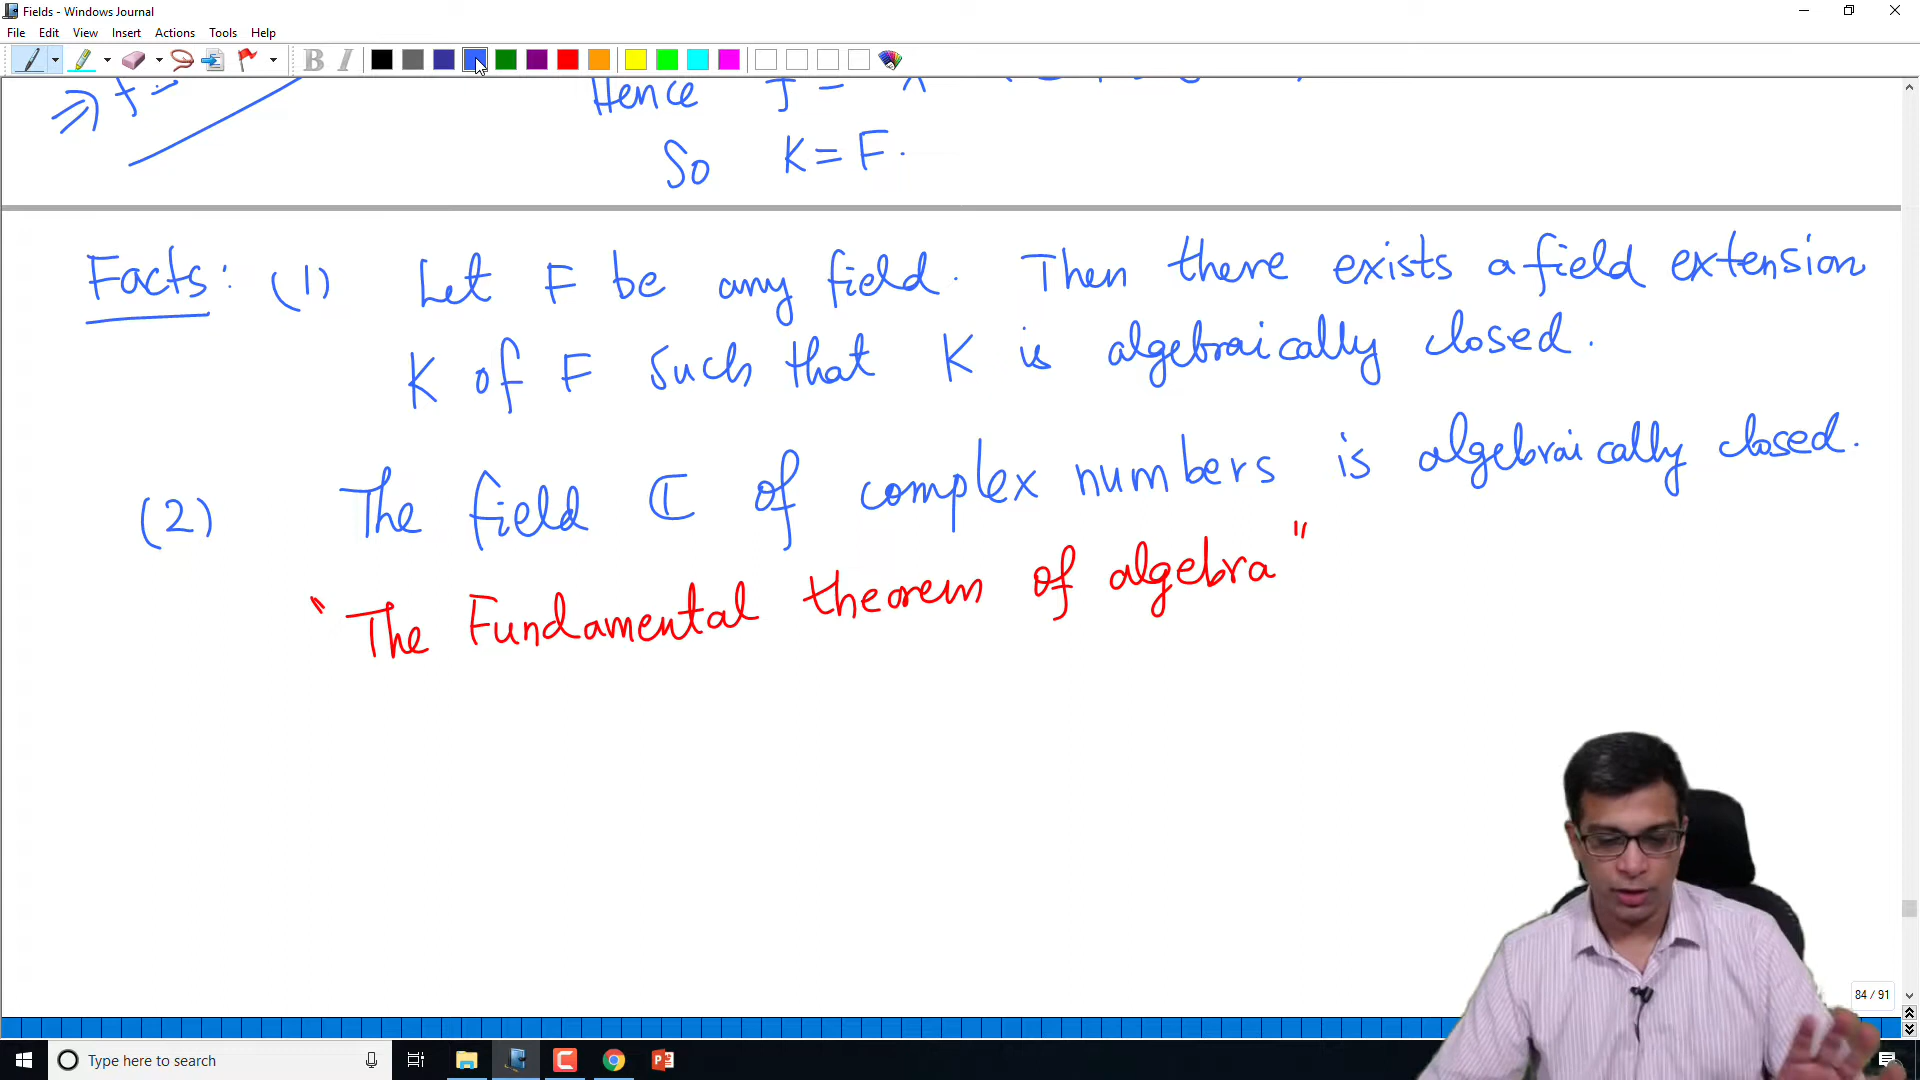 Fields - Windows Journal
File Edit View Insert Actions Tools Help
B I
Hence
So K = F.
Facts: (1) Let F be any field. Then there exists a field extension
K of F such that K is algebraically closed.
(2) The field ℂ of complex numbers is algebraically closed.
"The Fundamental theorem of algebra"
84 / 91
Type here to search